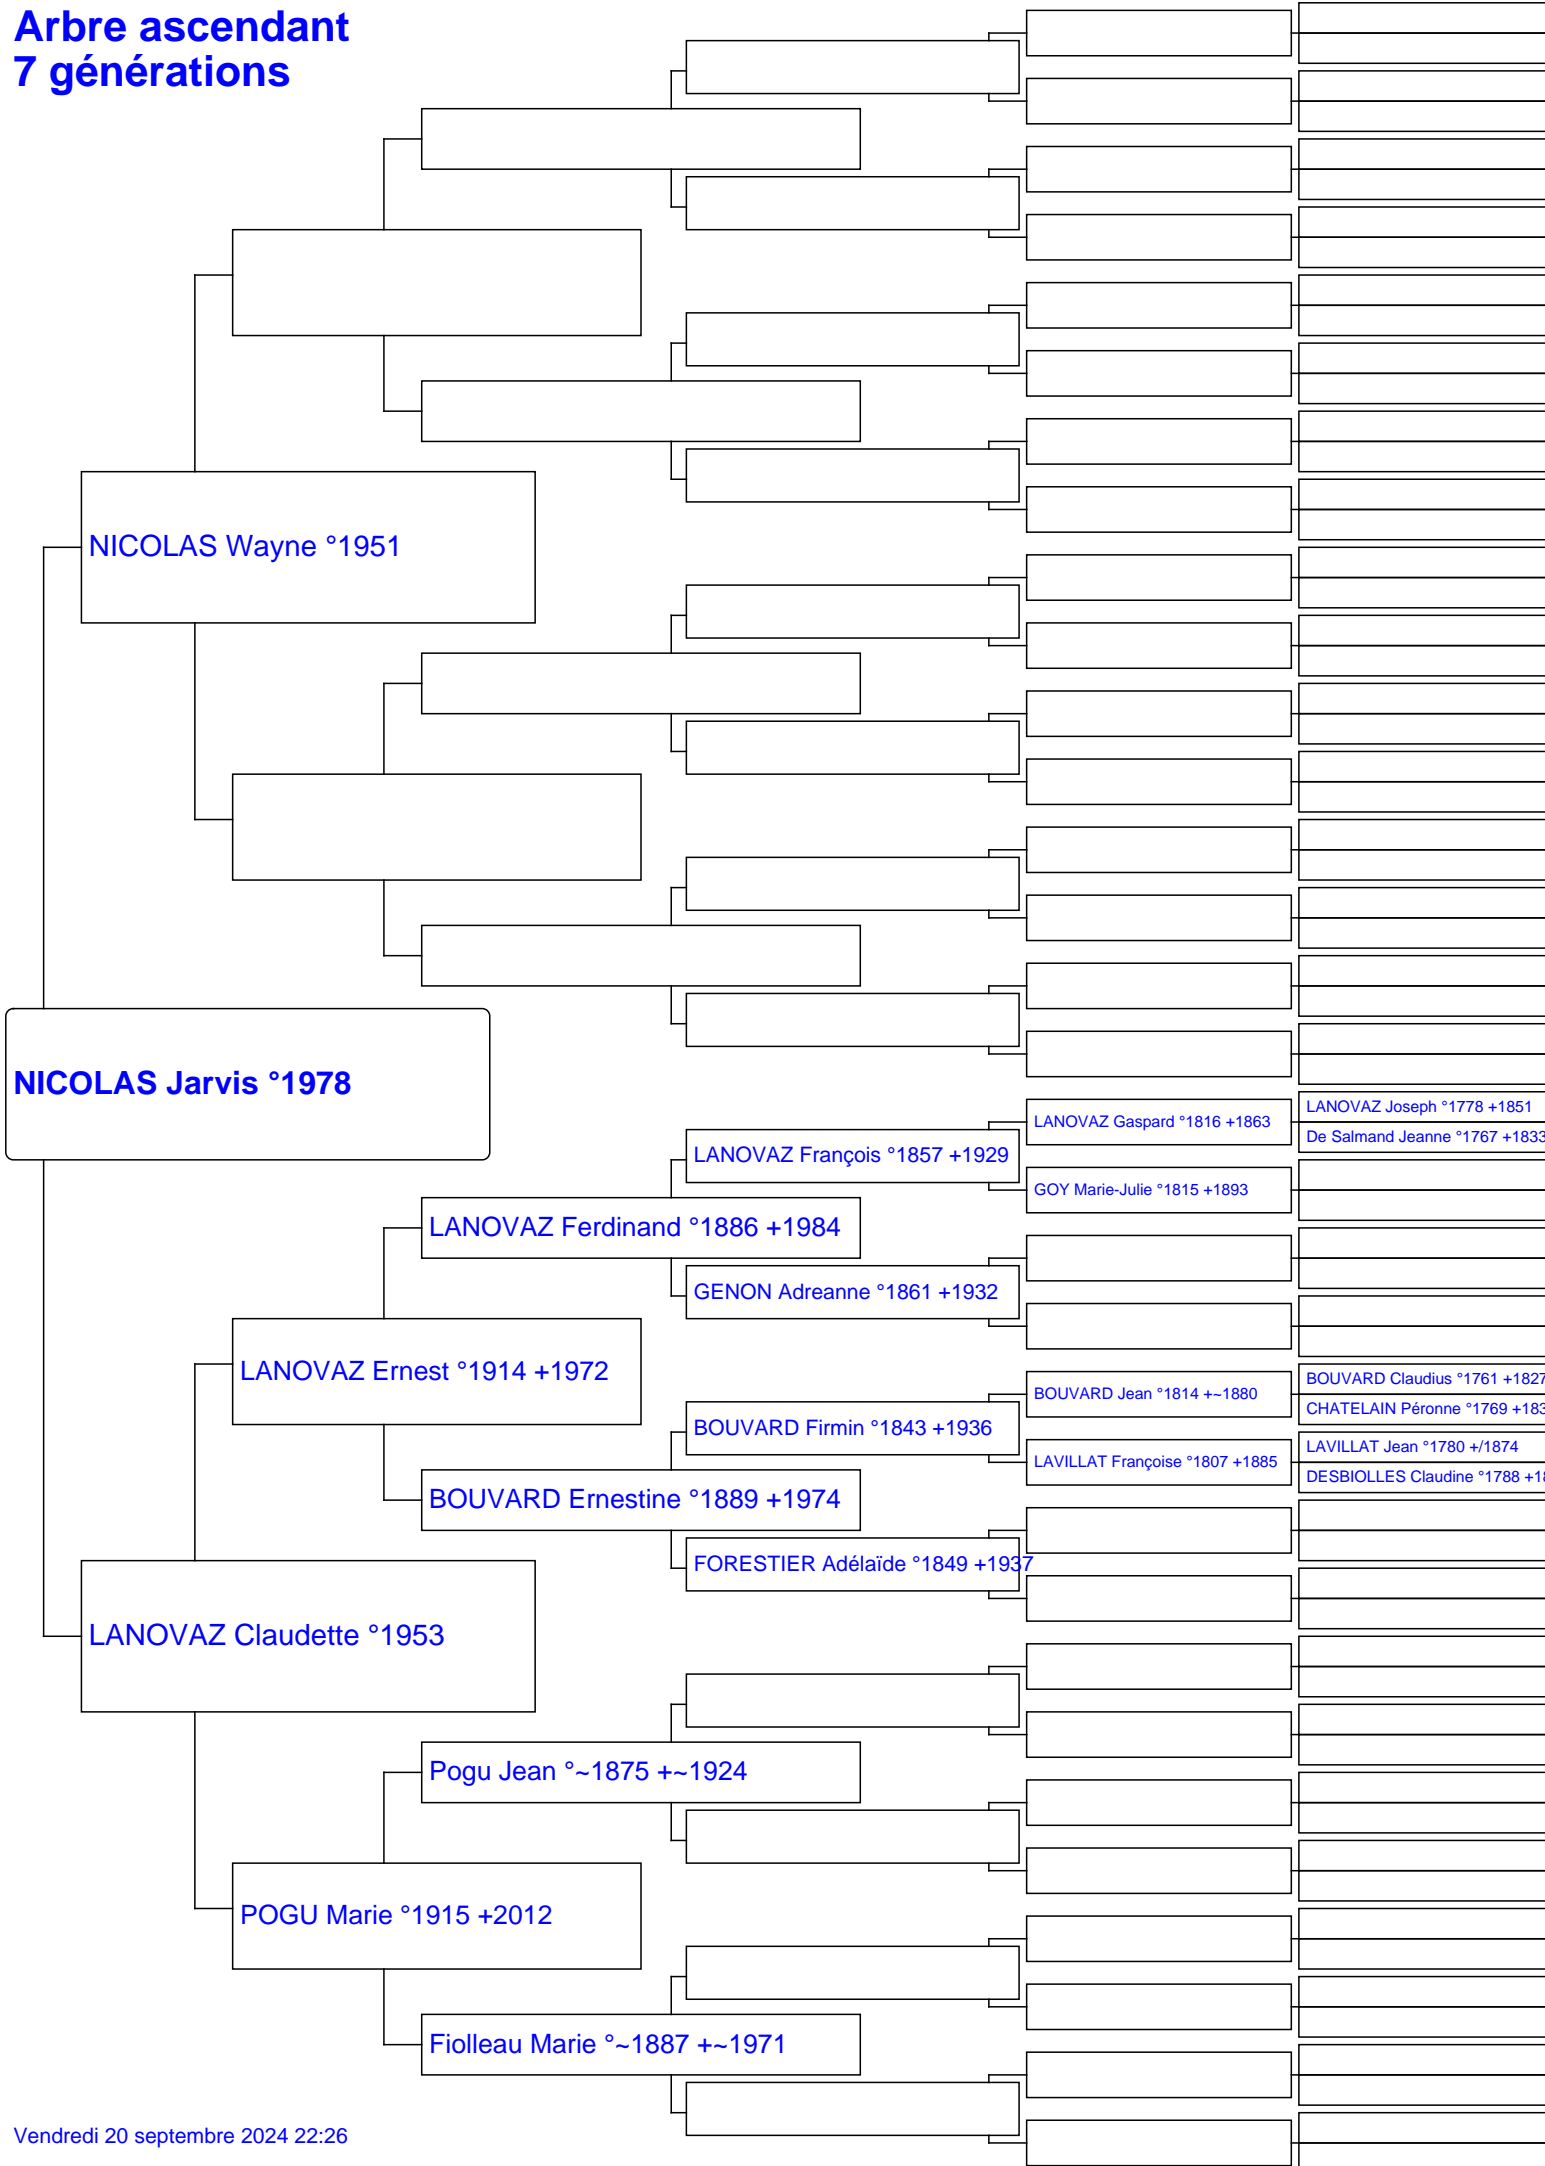 Arbre ascendant
7 générations
NICOLAS Wayne °1951
NICOLAS Jarvis °1978
LANOVAZ Gaspard °1816 +1863
LANOVAZ Joseph °1778 +1851
De Salmand Jeanne °1767 +1833
LANOVAZ François °1857 +1929
GOY Marie-Julie °1815 +1893
LANOVAZ Ferdinand °1886 +1984
GENON Adreanne °1861 +1932
LANOVAZ Ernest °1914 +1972
BOUVARD Jean °1814 +~1880
BOUVARD Claudius °1761 +1827
CHATELAIN Péronne °1769 +183
BOUVARD Firmin °1843 +1936
LAVILLAT Françoise °1807 +1885
LAVILLAT Jean °1780 +/1874
DESBIOLLES Claudine °1788 +18
BOUVARD Ernestine °1889 +1974
FORESTIER Adélaïde °1849 +1937
LANOVAZ Claudette °1953
Pogu Jean °~1875 +~1924
POGU Marie °1915 +2012
Fiolleau Marie °~1887 +~1971
Vendredi 20 septembre 2024 22:26